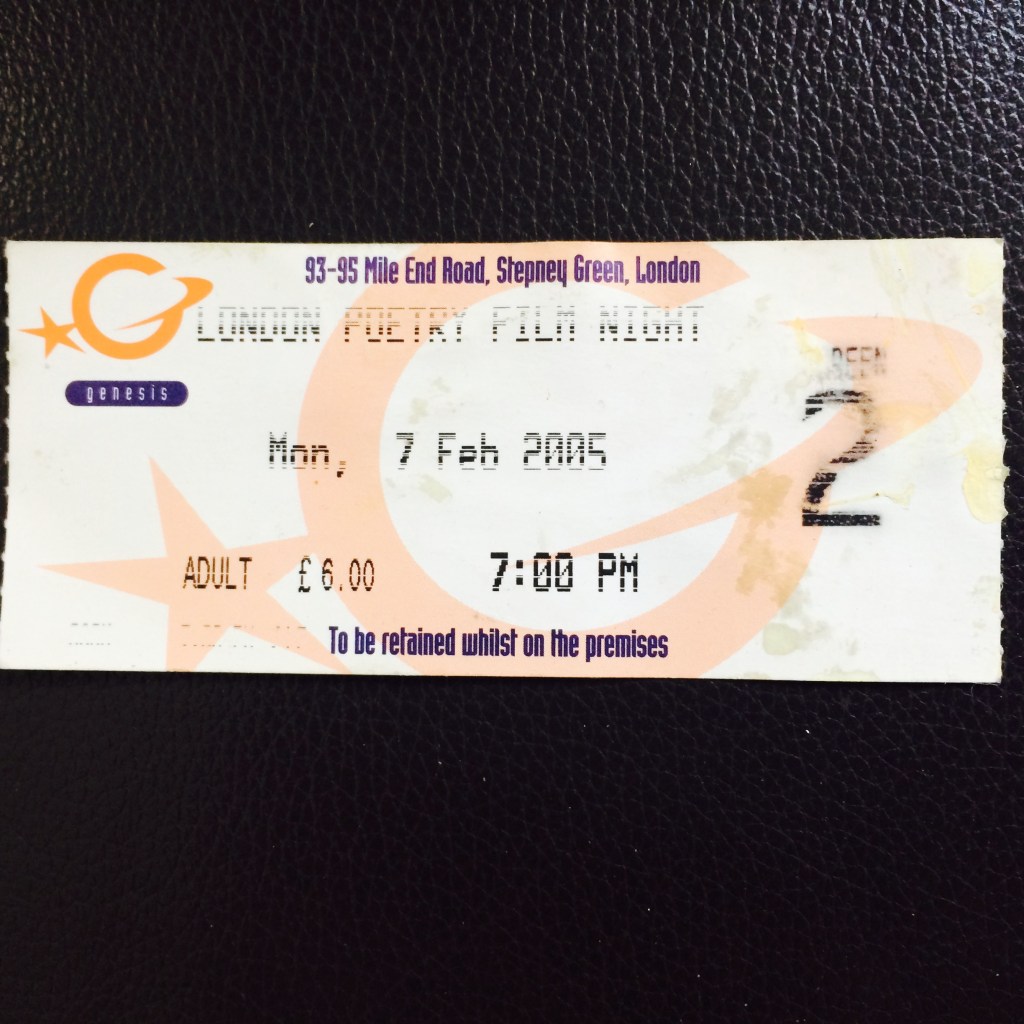 93-95 Mile End Road, Stepney Green, London
LONDON POETRY FILM NIGHT
genesis
2
Mon, 7 Feb 2005
ADULT £6.00 7:00 PM
To be retained whilst on the premises